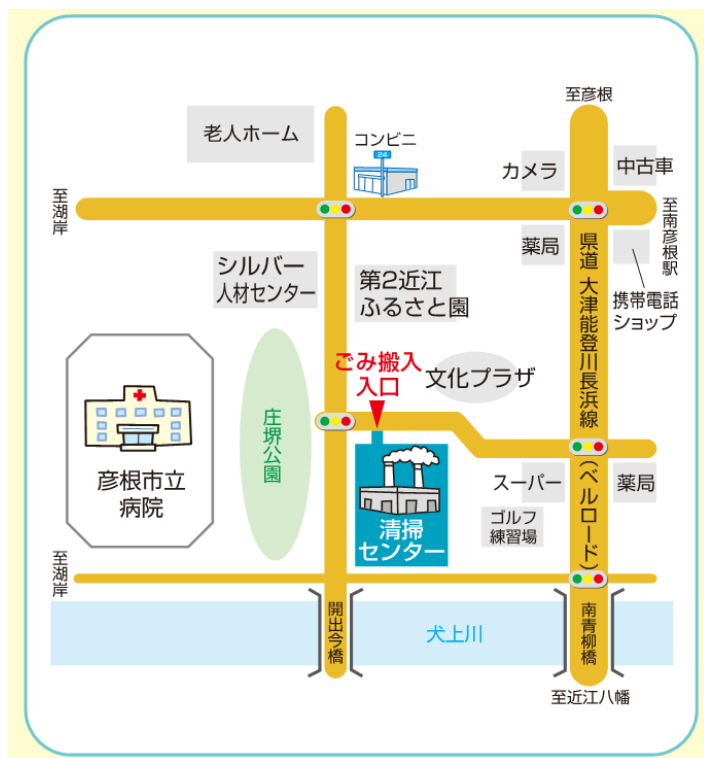 至彦根
老人ホーム
コンビニ
24
カメラ
中古車
至湖岸
至南彦根駅
薬局
携帯電話
ショップ
県道 大津能登川長浜線
(ベルロード)
シルバー
人材センター
第2近江
ふるさと園
ごみ搬入
入口
文化プラザ
庄堺公園
彦根市立
病院
スーパー
薬局
ゴルフ
練習場
清掃
センター
至湖岸
開出今橋
犬上川
南青柳橋
至近江八幡